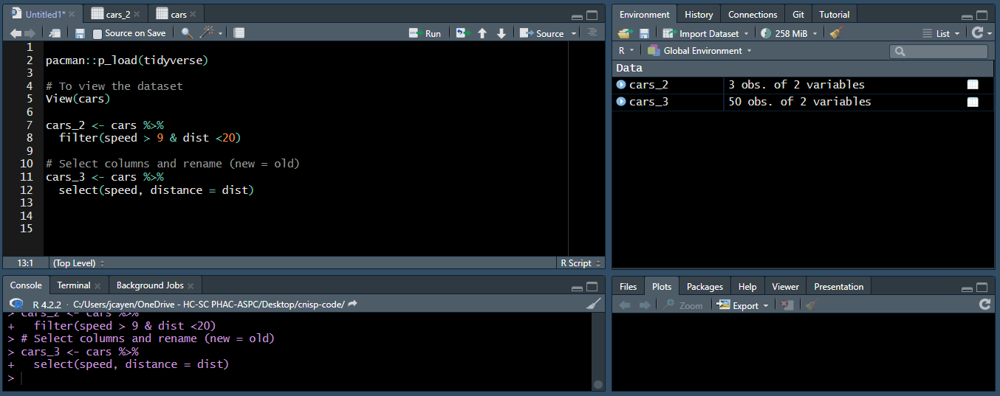 Untitled1* cars_2 cars
Source on Save Run Source
1
2 pacman::p_load(tidyverse)
3
4 # To view the dataset
5 View(cars)
6
7 cars_2 <- cars %>%
8 filter(speed > 9 & dist <20)
9
10 # Select columns and rename (new = old)
11 cars_3 <- cars %>%
12 select(speed, distance = dist)
13
14
15
13:1 (Top Level) R Script
Console Terminal Background Jobs
R 4.2.2 · C:/Users/jcayen/OneDrive - HC-SC PHAC-ASPC/Desktop/cnisp-code/
> cars_2 <- cars %>%
+ filter(speed > 9 & dist <20)
> # Select columns and rename (new = old)
> cars_3 <- cars %>%
+ select(speed, distance = dist)
>
Environment History Connections Git Tutorial
Import Dataset 258 MiB List
R Global Environment
Data
cars_2 3 obs. of 2 variables
cars_3 50 obs. of 2 variables
Files Plots Packages Help Viewer Presentation
Zoom Export